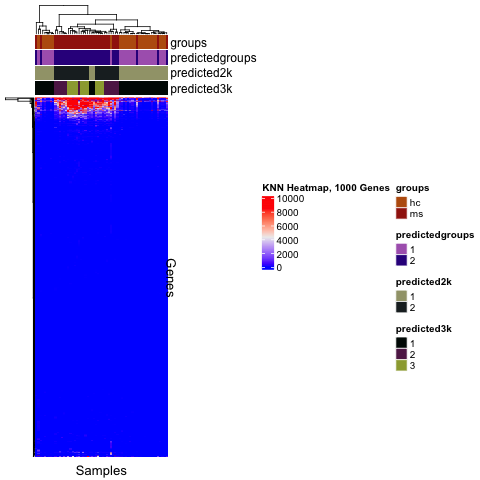 groups
predictedgroups
predicted2k
predicted3k
Genes
Samples
KNN Heatmap, 1000 Genes
10000
8000
6000
4000
2000
0
groups
hc
ms
predictedgroups
1
2
predicted2k
1
2
predicted3k
1
2
3